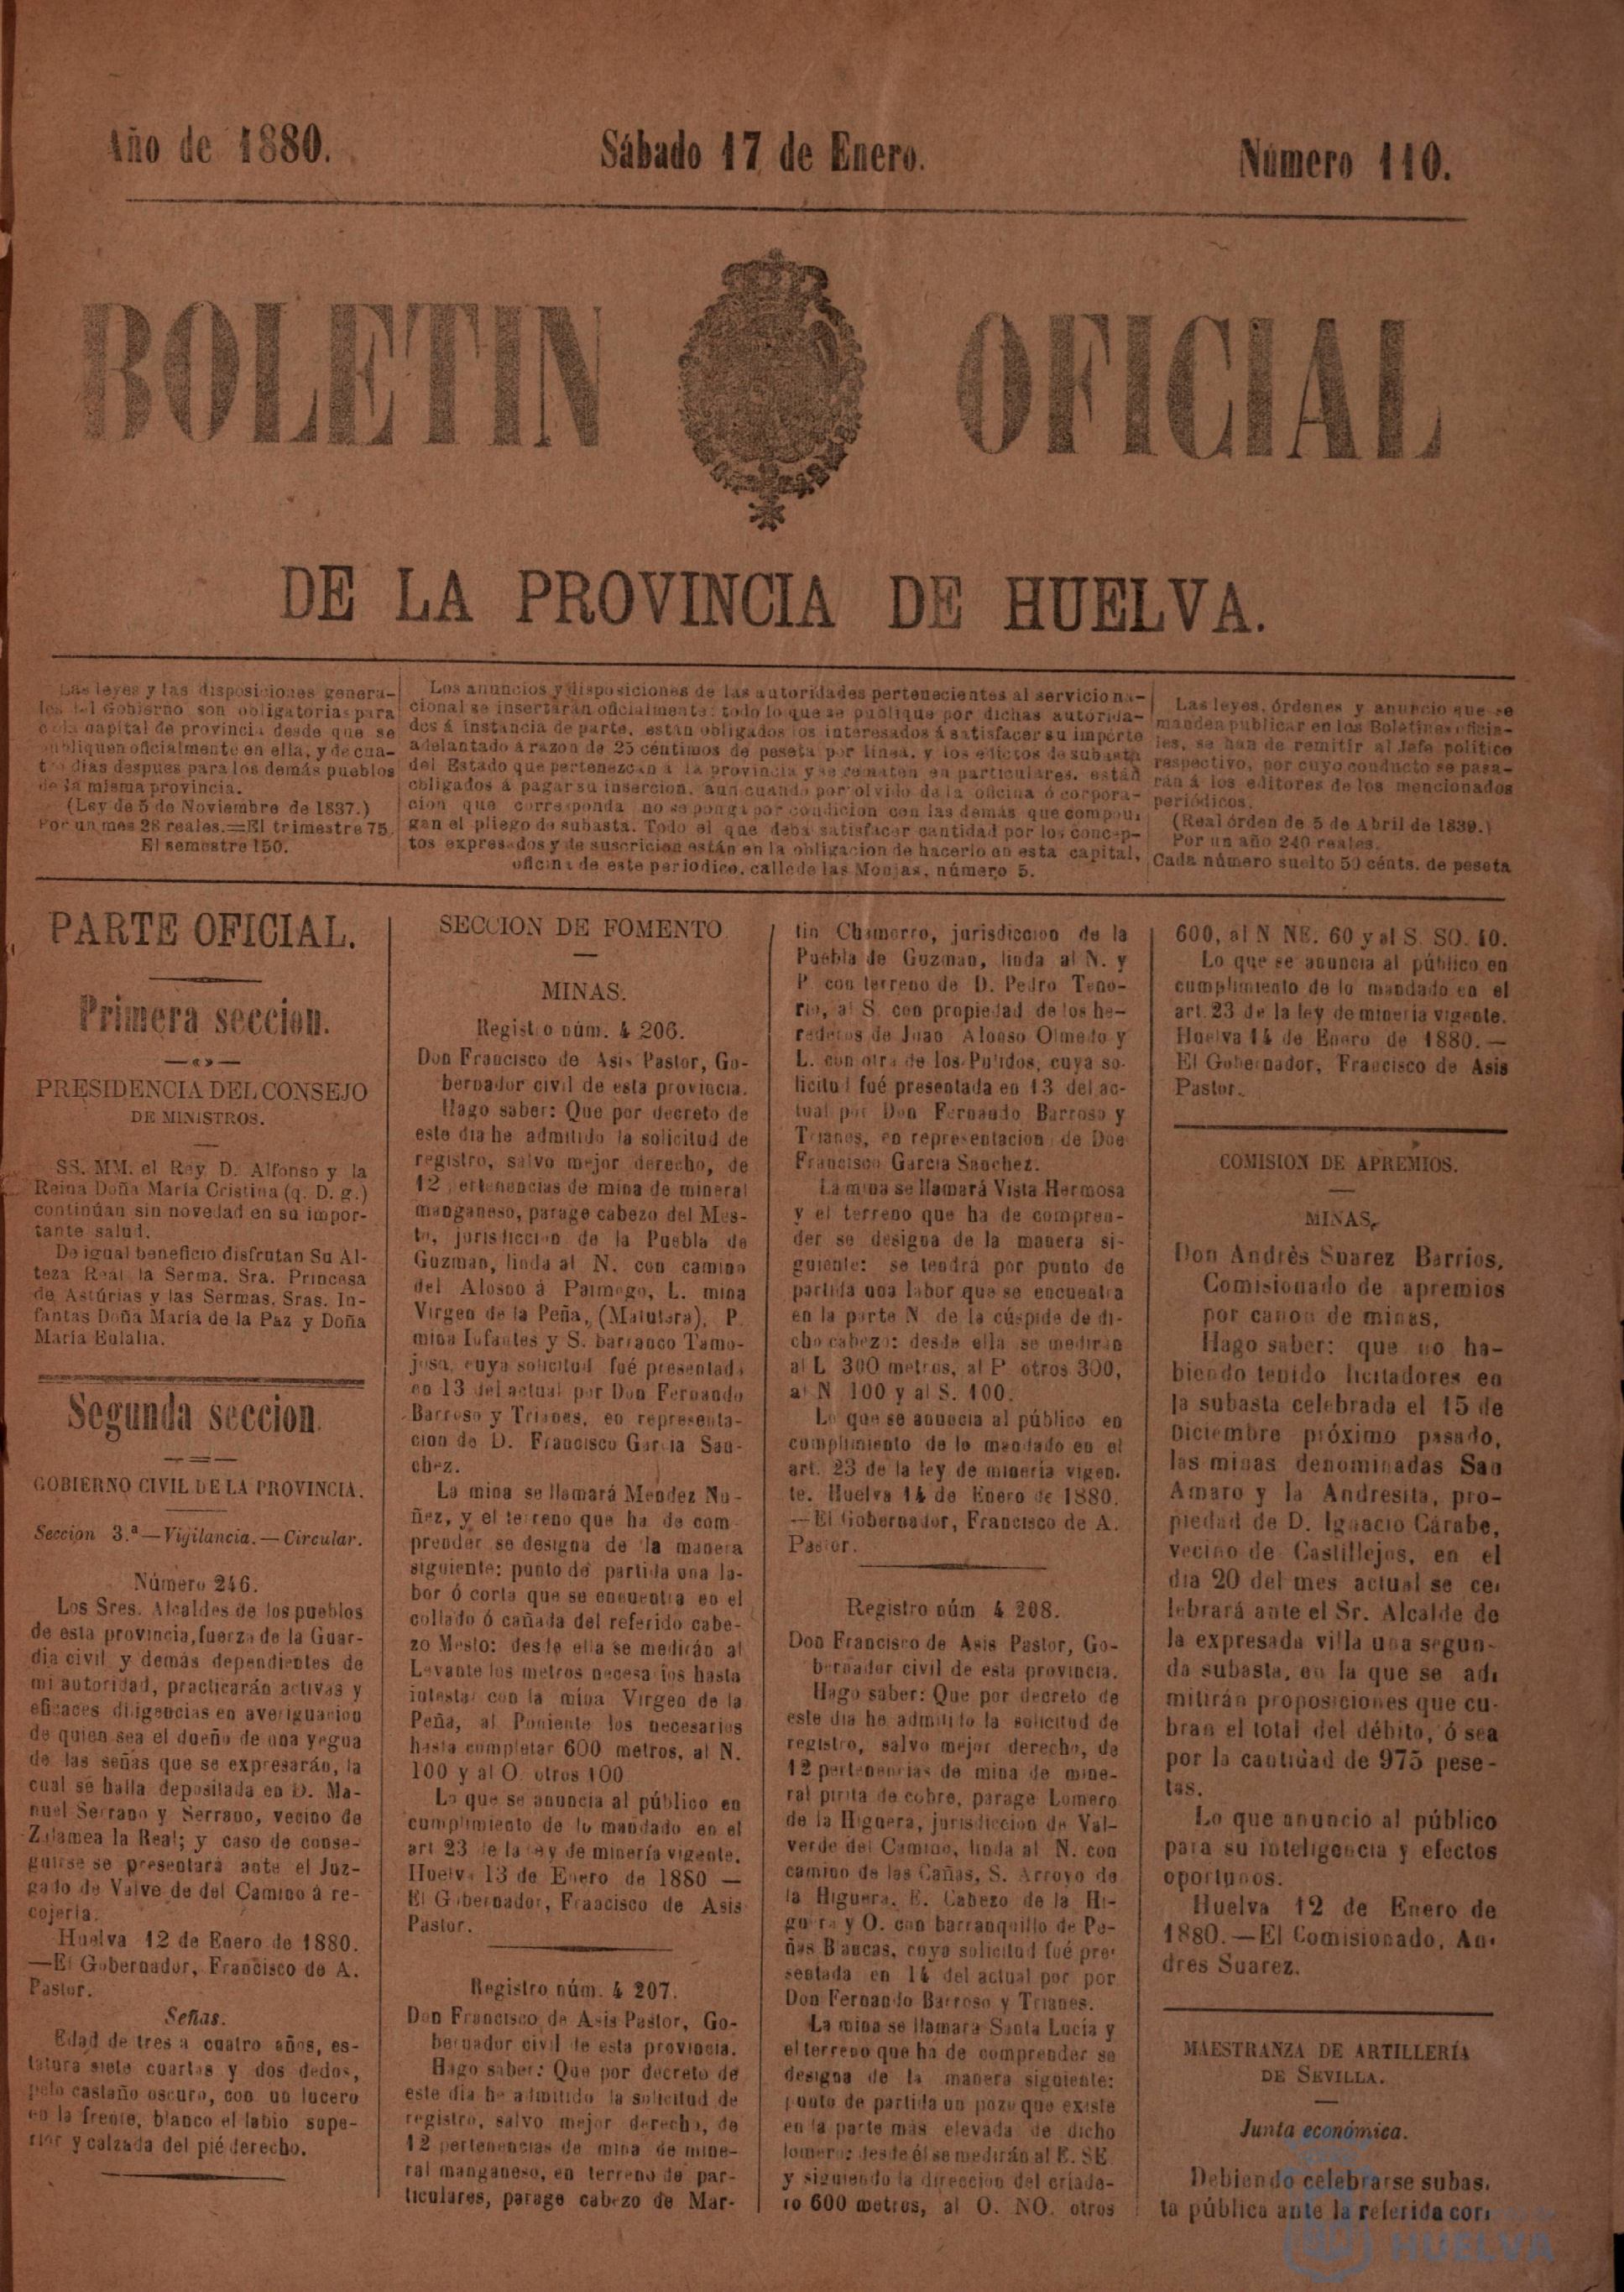 Año de 1880.
Sábado 17 de Enero.
Número 110.
BOLETIN OFICIAL
DE LA PROVINCIA DE HUELVA.
Las leyes y las disposiciones genera-
les del Gobierno son obligatorias para
capital de provincia desde que se
publiquen oficialmente en ella, y de cua-
tro dias despues para los demás pueblos
de la misma provincia.
(Ley de 5 de Noviembre de 1837.)
Por un mes 28 reales.=El trimestre 75.
El semestre 150.
Los anuncios y disposiciones de las autoridades pertenecientes al servicio na-
cional se insertarán oficialmente: todo lo que se publique por dichas autorida-
des á instancia de parte, están obligados los interesados á satisfacer su importe
adelantado á razon de 25 céntimos de peseta por linea, y los edictos de subasta
del Estado que pertenezcan á la provincia y se rematen en particulares, están
obligados á pagar su insercion, aun cuando por olvido de la oficina ó corpora-
cion que corresponda no se ponga por condicion con las demás que compon-
gan el pliego de subasta. Todo el que deba satisfacer cantidad por los concep-
tos expresados y de suscricion están en la obligacion de hacerlo en esta capital,
oficina de este periodico, calle de las Monjas, número 5.
Las leyes, órdenes y anuncio que se
manden publicar en los Boletines oficia-
les, se han de remitir al Jefe politico
respectivo, por cuyo conducto se pasa-
rán á los editores de los mencionados
periódicos.
(Real órden de 5 de Abril de 1839.)
Por un año 240 reales.
Cada número suelto 50 cénts. de peseta
PARTE OFICIAL.
Primera seccion.
PRESIDENCIA DEL CONSEJO
DE MINISTROS.
SS. MM. el Rey D. Alfonso y la
Reina Doña María Cristina (q. D. g.)
continúan sin novedad en su impor-
tante salud.
De igual beneficio disfrutan Su Al-
teza Real la Serma. Sra. Princesa
de Astúrias y las Sermas. Sras. In-
fantas Doña María de la Paz y Doña
María Eulalia.
Segunda seccion.
GOBIERNO CIVIL DE LA PROVINCIA.
Seccion 3.ª—Vigilancia.—Circular.
Número 246.
Los Sres. Alcaldes de los pueblos
de esta provincia, fuerza de la Guar-
dia civil y demás dependientes de
mi autoridad, practicarán activas y
eficaces diligencias en averiguacion
de quien sea el dueño de una yegua
de las señas que se expresarán, la
cual se halla depositada en D. Ma-
nuel Serrano y Serrano, vecino de
Zalamea la Real; y caso de conse-
guirse se presentará ante el Juz-
gado de Valverde del Camino á re-
cojerla.
Huelva 12 de Enero de 1880.
—El Gobernador, Francisco de A.
Pastor.
Señas.
Edad de tres a cuatro años, es-
tatura siete cuartas y dos dedos,
pelo castaño oscuro, con un lucero
en la frente, blanco el labio supe-
rior y calzada del pié derecho.
SECCION DE FOMENTO.
MINAS.
Registro núm. 4 206.
Don Francisco de Asis Pastor, Go-
bernador civil de esta provincia.
Hago saber: Que por decreto de
este dia he admitido la solicitud de
registro, salvo mejor derecho, de
12 pertenencias de mina de mineral
manganeso, parage cabezo del Mes-
to, jurisdiccion de la Puebla de
Guzman, linda al N. con camino
del Alosno á Paimogo, L. mina
Virgen de la Peña, (Matutera), P.
mina Infantes y S. barranco Tamo-
josa, cuya solicitud fué presentada
en 13 del actual por Don Fernando
Barroso y Trianes, en representa-
cion de D. Francisco Garcia San-
chez.
La mina se llamará Mendez Nu-
ñez, y el terreno que ha de com-
prender se designa de la manera
siguiente: punto de partida una la-
bor ó corta que se encuentra en el
collado ó cañada del referido cabe-
zo Mesto: desde ella se medirán al
Levante los metros necesarios hasta
intestar con la mina Virgen de la
Peña, al Poniente los necesarios
hasta completar 600 metros, al N.
100 y al O. otros 100.
Lo que se anuncia al público en
cumplimiento de lo mandado en el
art 23 de la ley de minería vigente.
Huelva 13 de Enero de 1880 —
El Gobernador, Francisco de Asis
Pastor.
Registro núm. 4 207.
Don Francisco de Asis Pastor, Go-
bernador civil de esta provincia.
Hago saber: Que por decreto de
este dia he admitido la solicitud de
registro, salvo mejor derecho, de
12 pertenencias de mina de mine-
ral manganeso, en terreno de par-
ticulares, parage cabezo de Mar-
tin Chamorro, jurisdiccion de la
Puebla de Guzman, linda al N. y
P. con terreno de D. Pedro Teno-
rio, al S. con propiedad de los he-
rederos de Juan Alonso Olmedo y
L. con otra de los Pulidos, cuya so-
licitud fué presentada en 13 del ac-
tual por Don Fernando Barroso y
Trianes, en representacion de Don
Francisco Garcia Sanchez.
La mina se llamará Vista Hermosa
y el terreno que ha de compren-
der se designa de la manera si-
guiente: se tendrá por punto de
partida una labor que se encuentra
en la parte N. de la cúspide de di-
cho cabezo: desde ella se medirán
al L. 300 metros, al P. otros 300,
al N. 100 y al S. 100.
Lo que se anuncia al público en
cumplimiento de lo mandado en el
art. 23 de la ley de minería vigen-
te. Huelva 14 de Enero de 1880.
—El Gobernador, Francisco de A.
Pastor.
Registro núm 4 208.
Don Francisco de Asis Pastor, Go-
bernador civil de esta provincia.
Hago saber: Que por decreto de
este dia he admitido la solicitud de
registro, salvo mejor derecho, de
12 pertenencias de mina de mine-
ral pirita de cobre, parage Lomero
de la Higuera, jurisdiccion de Val-
verde del Camino, linda al N. con
camino de las Cañas, S. Arroyo de
la Higuera, E. Cabezo de la Hi-
guera y O. con barranquillo de Pe-
ñas Blancas, cuya solicitud fué pre-
sentada en 14 del actual por por
Don Fernando Barroso y Trianes.
La mina se llamara Santa Lucía y
el terreno que ha de comprender se
designa de la manera siguiente:
punto de partida un pozo que existe
en la parte mas elevada de dicho
lomero: desde él se medirán al E. SE.
y siguiendo la direccion del criade-
ro 600 metros, al O. NO. otros
600, al N NE. 60 y al S. SO. 40.
Lo que se anuncia al público en
cumplimiento de lo mandado en el
art. 23 de la ley de minería vigente.
Huelva 14 de Enero de 1880.—
El Gobernador, Francisco de Asis
Pastor.
COMISION DE APREMIOS.
MINAS.
Don Andrés Suarez Barrios,
Comisionado de apremios
por canon de minas,
Hago saber: que no ha-
biendo tenido licitadores en
la subasta celebrada el 15 de
Diciembre próximo pasado,
las minas denominadas San
Amaro y la Andresita, pro-
piedad de D. Ignacio Cárabe,
vecino de Castillejos, en el
dia 20 del mes actual se ce-
lebrará ante el Sr. Alcalde de
la expresada villa una segun-
da subasta, en la que se ad-
mitirán proposiciones que cu-
bran el total del débito, ó sea
por la cantidad de 975 pese-
tas.
Lo que anuncio al público
para su inteligencia y efectos
oportunos.
Huelva 12 de Enero de
1880.—El Comisionado, An-
dres Suarez.
MAESTRANZA DE ARTILLERÍA
DE SEVILLA.
Junta económica.
Debiendo celebrarse subas-
ta pública ante la referida cor-
HUELVA